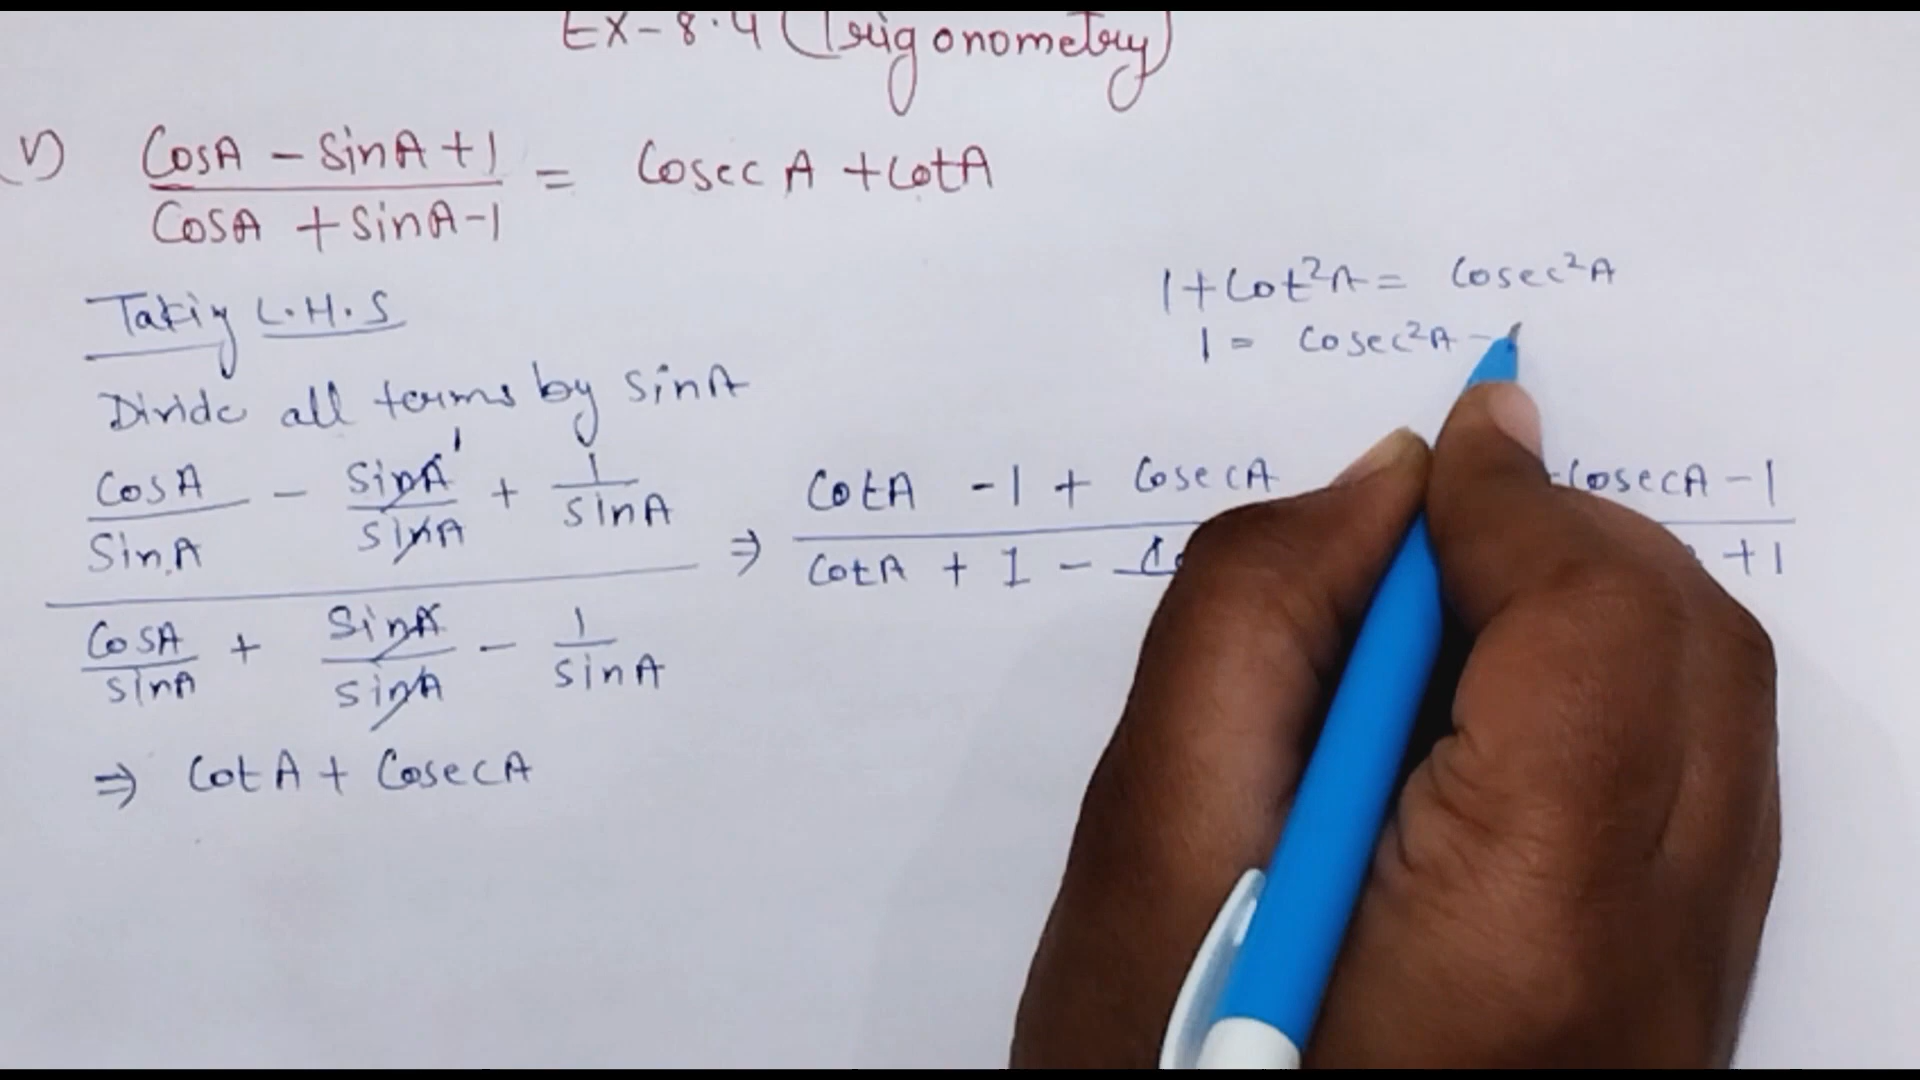 Ex-8.4 (Trigonometry)
(V) CosA - SinA + 1 = Cosec A + CotA
CosA + SinA - 1
Taking L.H.S
Divide all terms by SinA
CosA - SinA 1 + 1
SinA SinA SinA
CosA + SinA - 1
SinA SinA SinA
⇒ CotA - 1 + CosecA
CotA + 1 -
CosecA - 1
+1
1 + Cot²A = Cosec²A
1 = Cosec²A -
⇒ CotA + CosecA